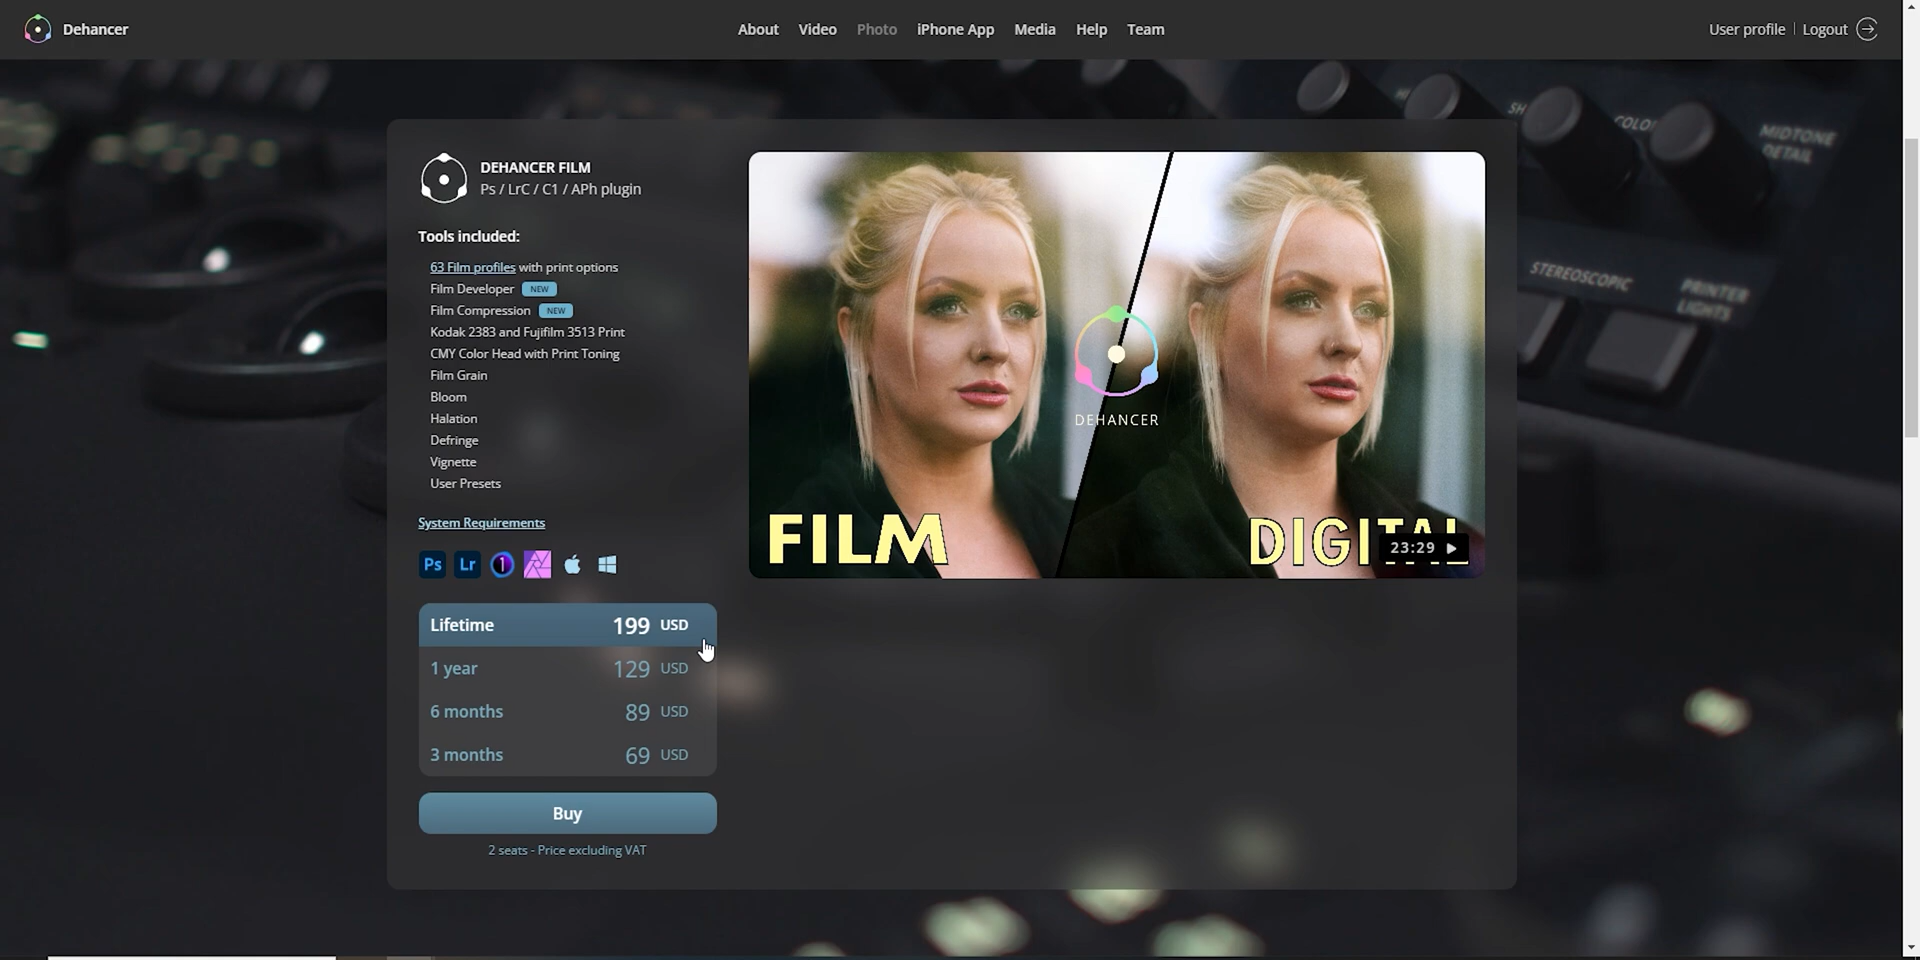 Dehancer
About Video Photo iPhone App Media Help Team
User profile | Logout
DEHANCER FILM
Ps / LrC / C1 / APh plugin
Tools included:
63 Film profiles with print options
Film Developer NEW
Film Compression NEW
Kodak 2383 and Fujifilm 3513 Print
CMY Color Head with Print Toning
Film Grain
Bloom
Halation
Defringe
Vignette
User Presets
System Requirements
Ps Lr 1
Lifetime 199 USD
1 year 129 USD
6 months 89 USD
3 months 69 USD
Buy
2 seats - Price excluding VAT
DEHANCER
FILM
DIGITAL
23:29
MIDTONE
DETAIL
STEREOSCOPIC
PRINTER
LIGHTS